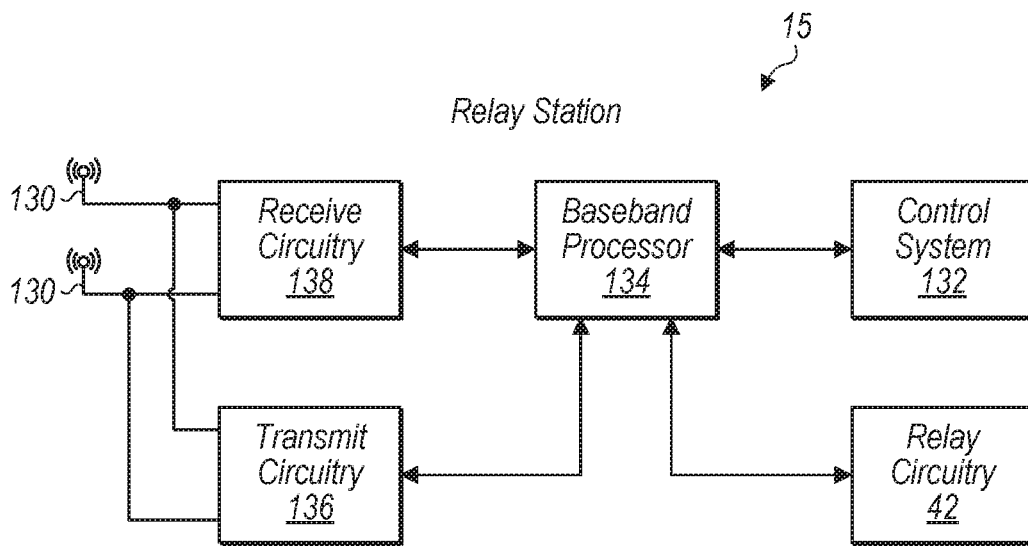 15
Relay Station
130
Receive
Circuitry
138
Baseband
Processor
134
Control
System
132
130
Transmit
Circuitry
136
Relay
Circuitry
42